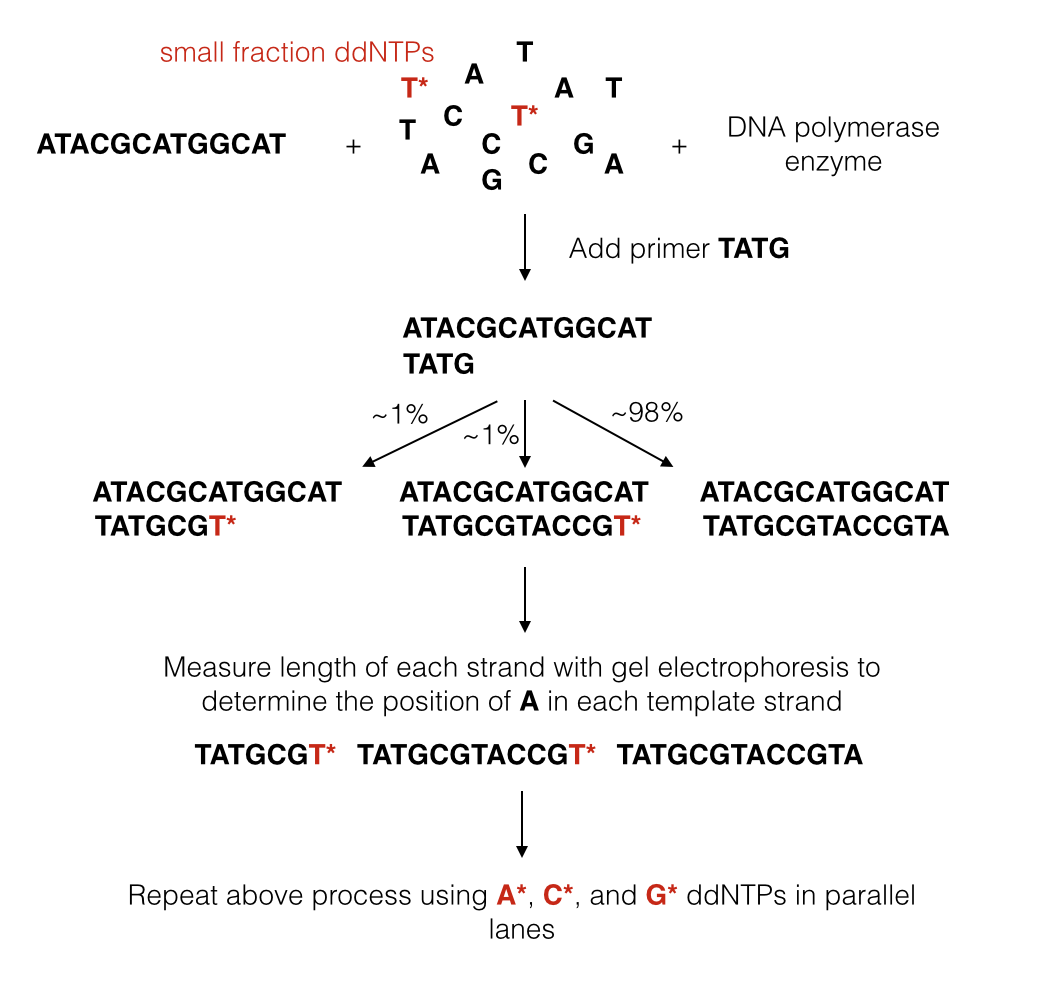 small fraction ddNTPs
T
A
T*
A
T
C
T*
T
ATACGCATGGCAT
+
C
G
+
DNA polymerase
enzyme
A
C
A
G
Add primer TATG
ATACGCATGGCAT
TATG
~1%
~1%
~98%
ATACGCATGGCAT
TATGCGT*
ATACGCATGGCAT
TATGCGTACCGT*
ATACGCATGGCAT
TATGCGTACCGTA
Measure length of each strand with gel electrophoresis to
determine the position of A in each template strand
TATGCGT* TATGCGTACCGT* TATGCGTACCGTA
Repeat above process using A*, C*, and G* ddNTPs in parallel
lanes